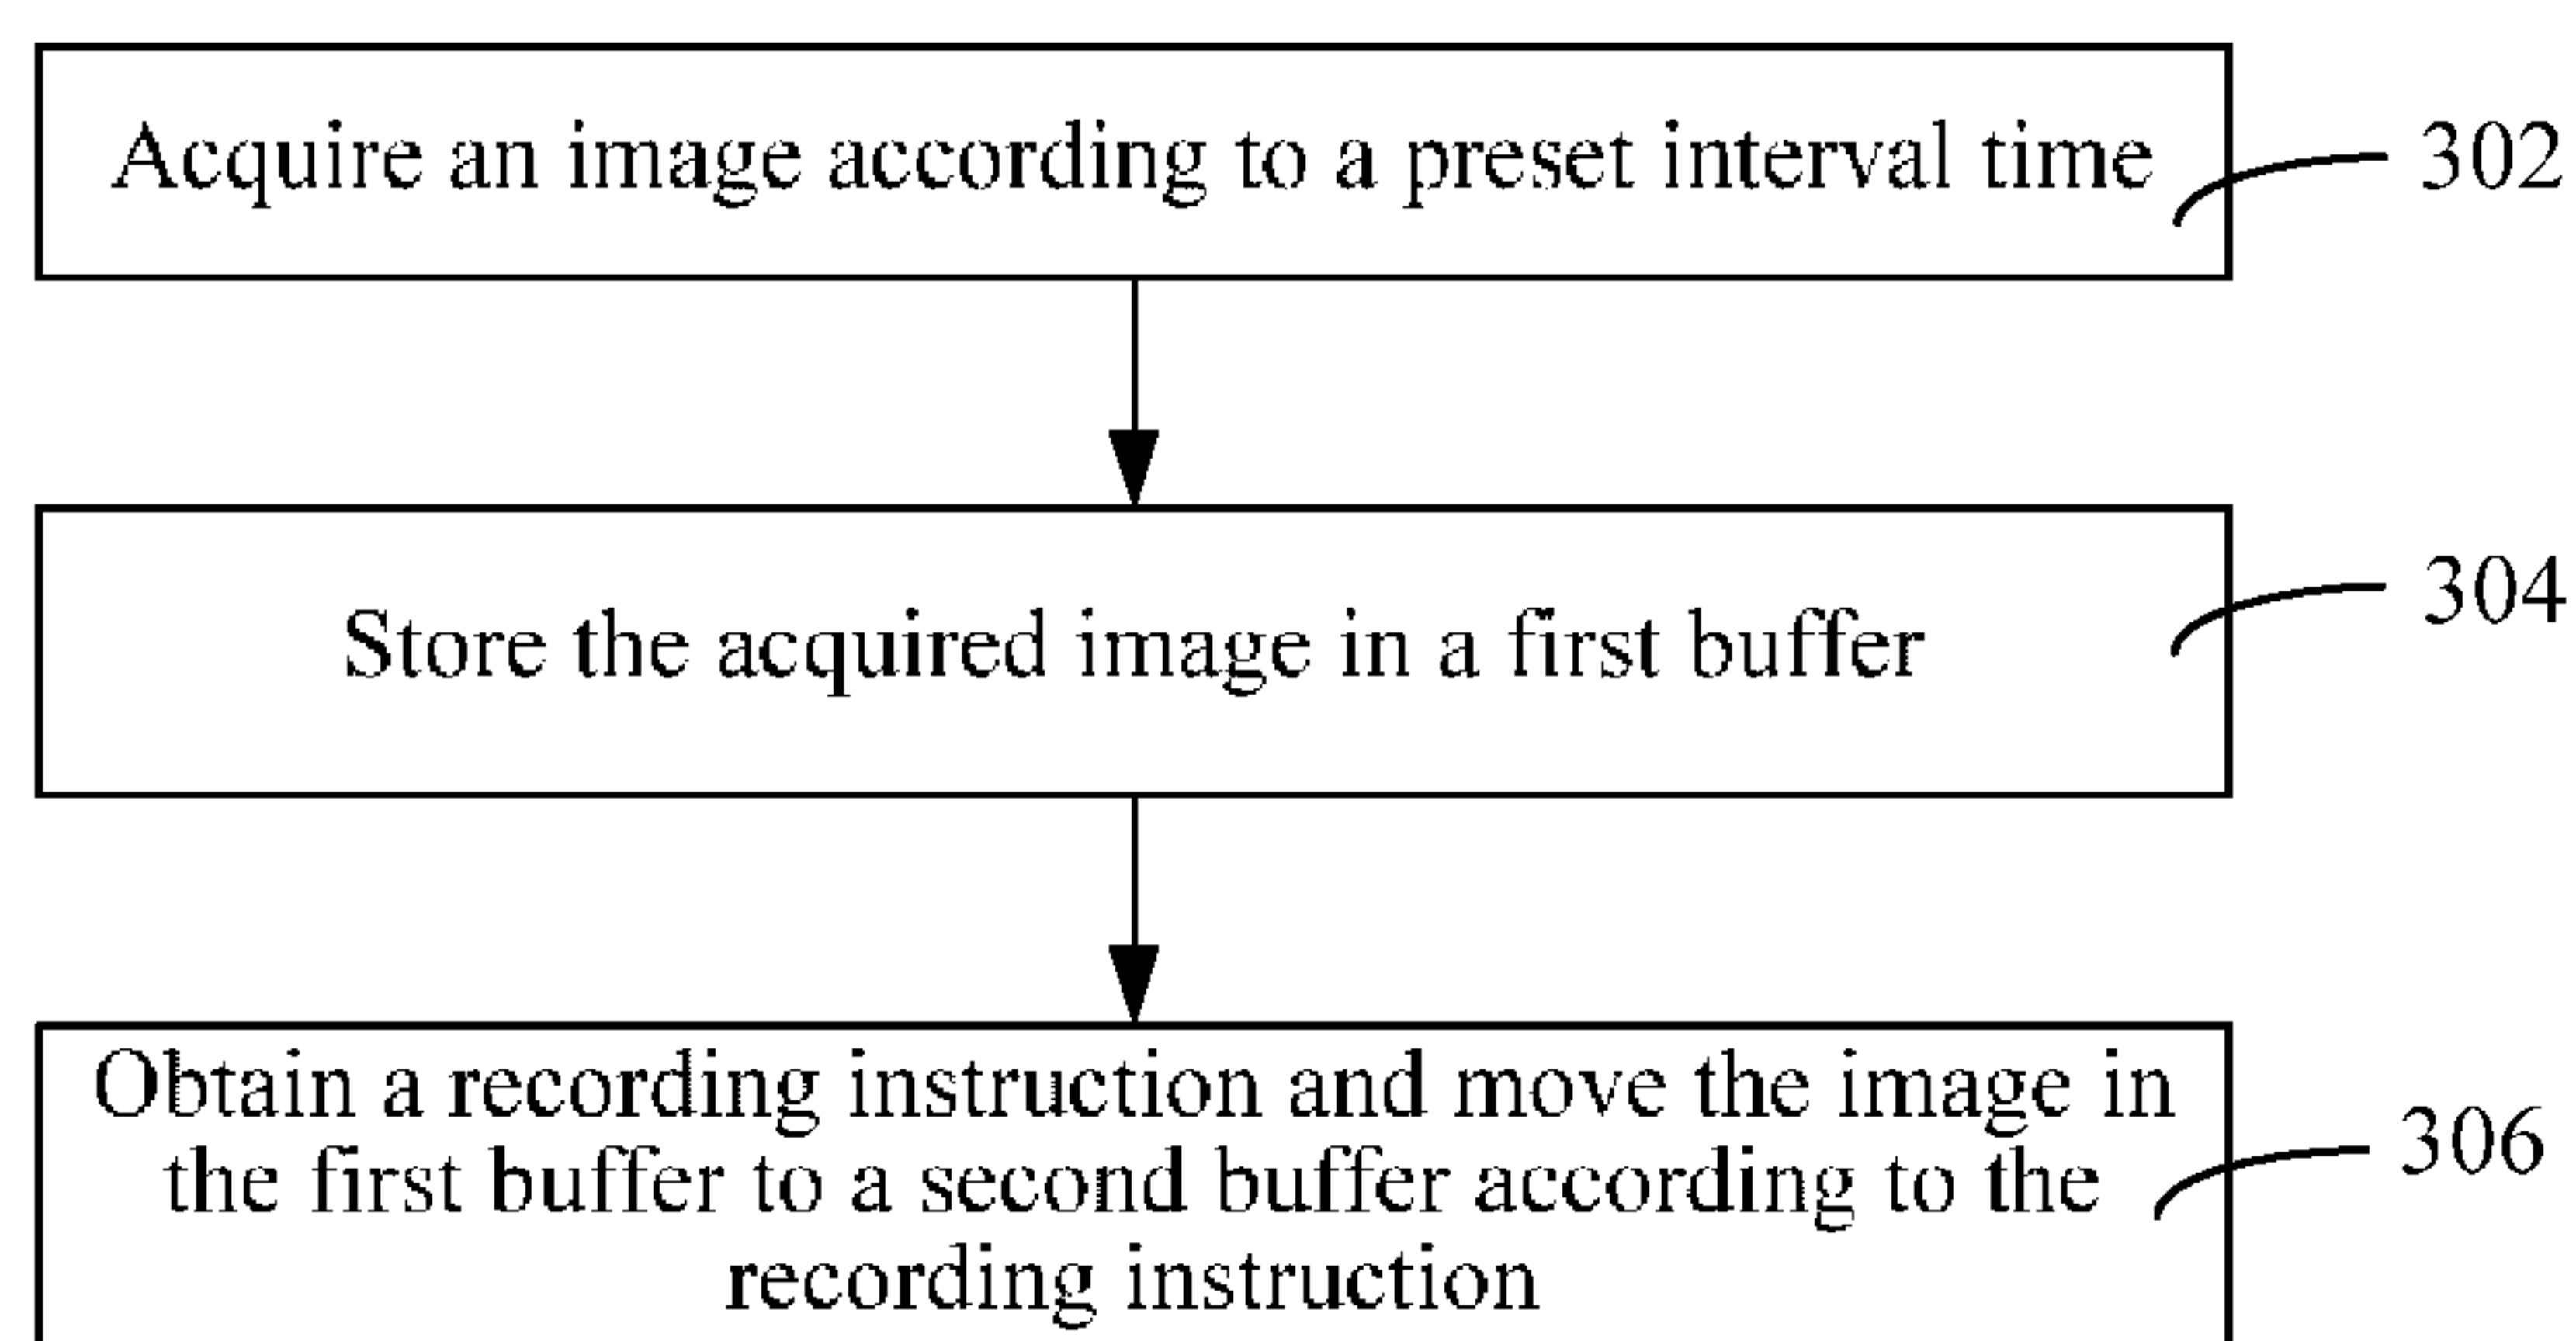 Acquire an image according to a preset interval time
302
Store the acquired image in a first buffer
304
Obtain a recording instruction and move the image in
the first buffer to a second buffer according to the
recording instruction
306